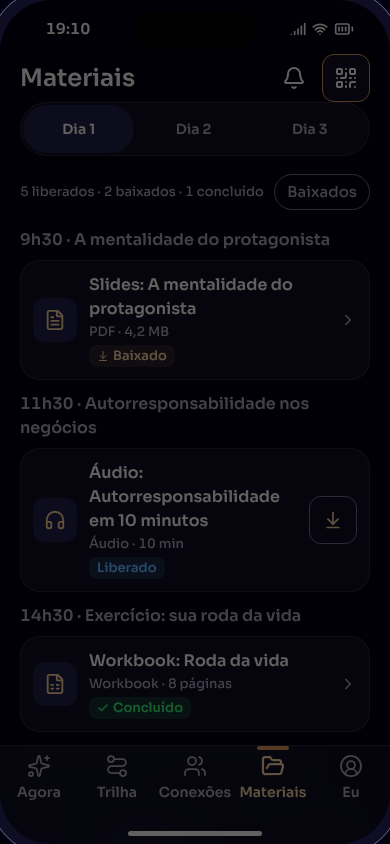 19:10
Materiais
Dia 1
Dia 2
Dia 3
5 liberados · 2 baixados · 1 concluído
Baixados
9h30 · A mentalidade do protagonista
Slides: A mentalidade do
protagonista
PDF · 4,2 MB
Baixado
11h30 · Autorresponsabilidade nos
negócios
Áudio:
Autorresponsabilidade
em 10 minutos
Áudio · 10 min
Liberado
14h30 · Exercício: sua roda da vida
Workbook: Roda da vida
Workbook · 8 páginas
Concluído
Agora
Trilha
Conexões
Materiais
Eu